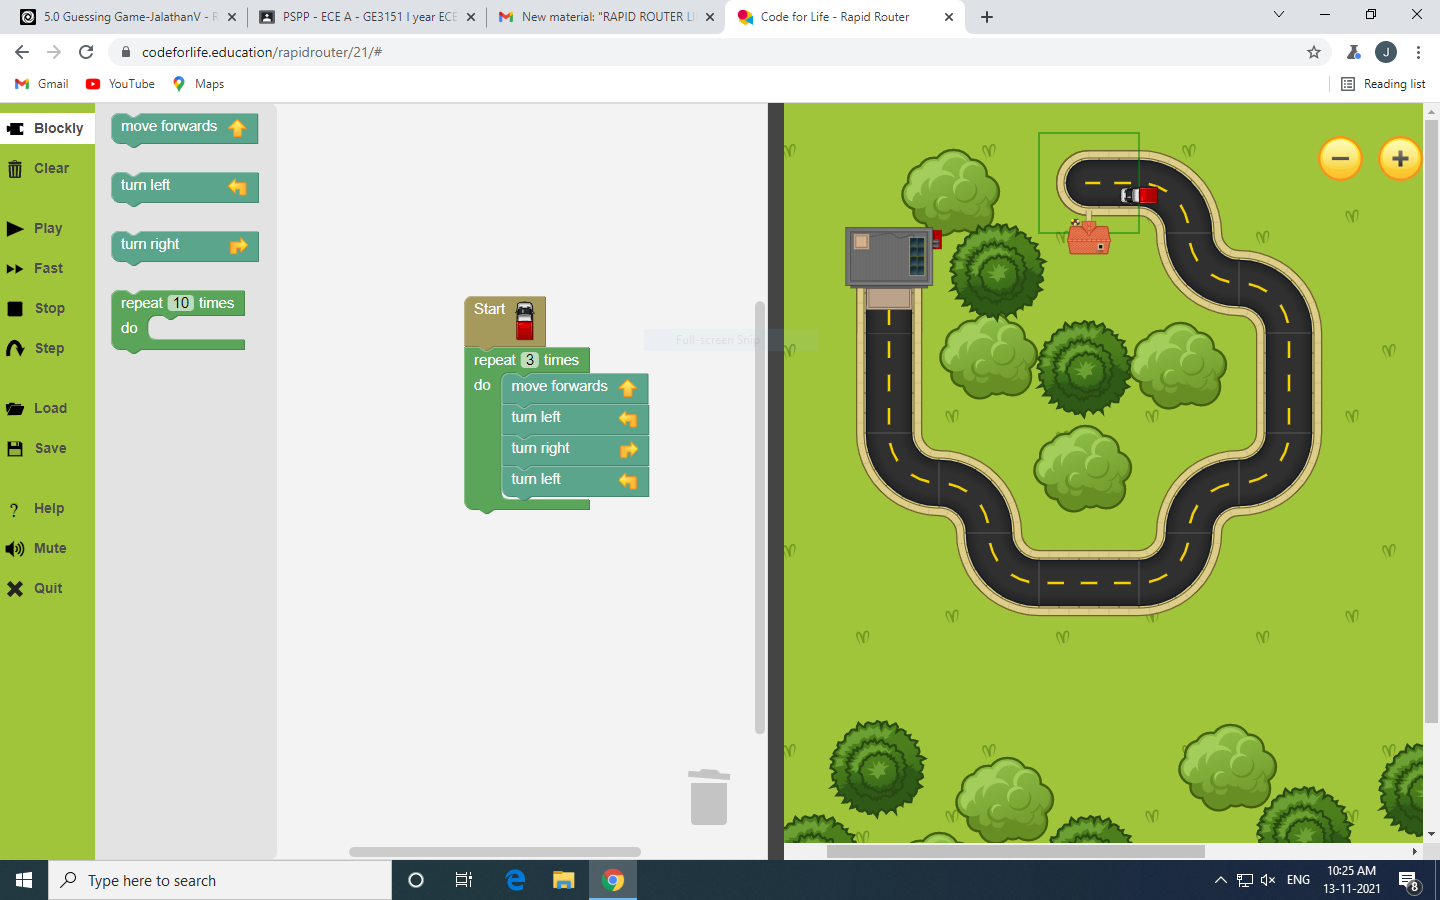 5.0 Guessing Game-JalathanV - R
PSPP - ECE A - GE3151 I year ECE
New material: "RAPID ROUTER LI
Code for Life - Rapid Router
codeforlife.education/rapidrouter/21/#
J
Gmail
YouTube
Maps
Reading list
Blockly
Clear
Play
Fast
Stop
Step
Load
Save
Help
Mute
Quit
move forwards
turn left
turn right
repeat 10 times
do
Start
repeat 3 times
do
move forwards
turn left
turn right
turn left
Full-screen Snip
Type here to search
ENG
10:25 AM
13-11-2021
8